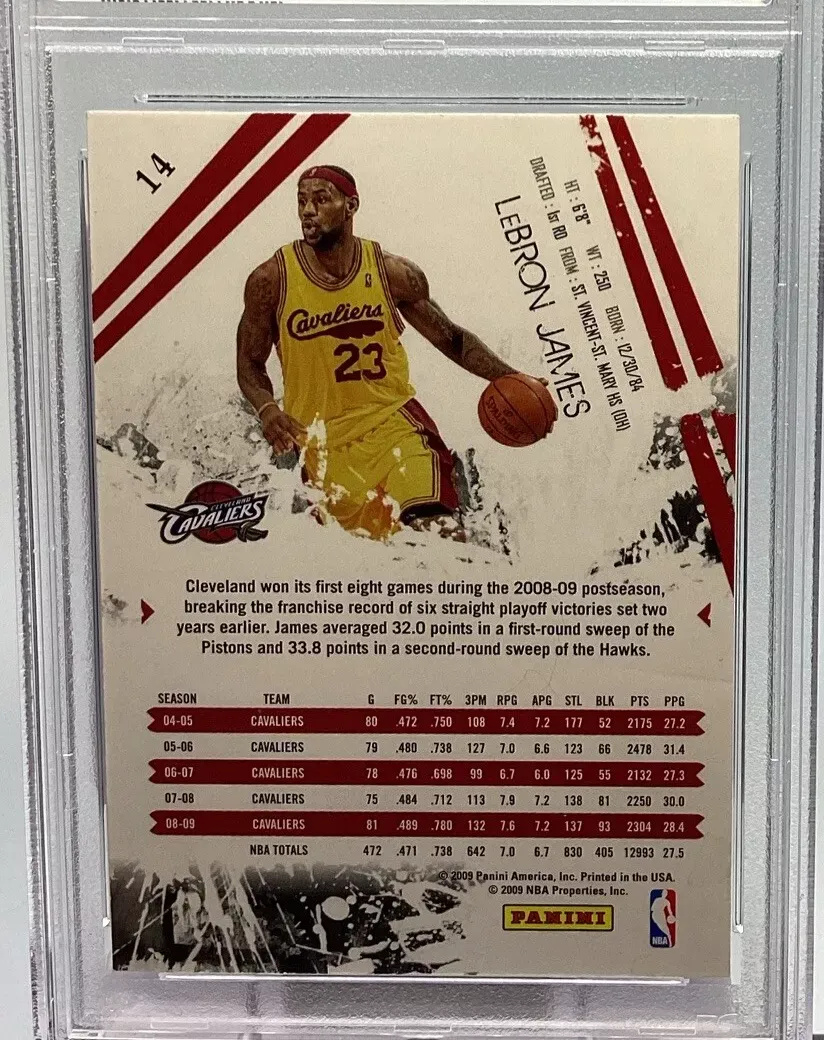 14
HT : 6'8" WT : 250 BORN : 12/30/84
DRAFTED : 1ST RD FROM : ST. VINCENT-ST. MARY HS (OH)
LEBRON JAMES
Cavaliers
23
SPALDING
CLEVELAND
CAVALIERS
Cleveland won its first eight games during the 2008-09 postseason,
breaking the franchise record of six straight playoff victories set two
years earlier. James averaged 32.0 points in a first-round sweep of the
Pistons and 33.8 points in a second-round sweep of the Hawks.
SEASON TEAM G FG% FT% 3PM RPG APG STL BLK PTS PPG
04-05 CAVALIERS 80 .472 .750 108 7.4 7.2 177 52 2175 27.2
05-06 CAVALIERS 79 .480 .738 127 7.0 6.6 123 66 2478 31.4
06-07 CAVALIERS 78 .476 .698 99 6.7 6.0 125 55 2132 27.3
07-08 CAVALIERS 75 .484 .712 113 7.9 7.2 138 81 2250 30.0
08-09 CAVALIERS 81 .489 .780 132 7.6 7.2 137 93 2304 28.4
NBA TOTALS 472 .471 .738 642 7.0 6.7 830 405 12993 27.5
© 2009 Panini America, Inc. Printed in the USA.
© 2009 NBA Properties, Inc.
PANINI
NBA